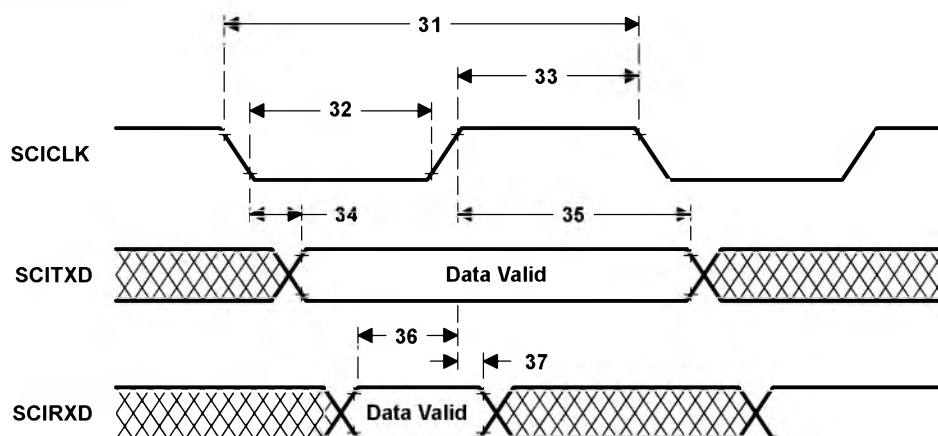 31
33
32
SCICLK
34
35
SCITXD
Data Valid
36
37
SCIRXD
Data Valid